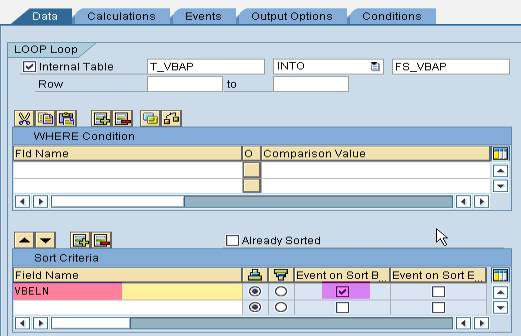 Data Calculations Events Output Options Conditions
LOOP Loop
Internal Table T_VBAP INTO FS_VBAP
Row to
WHERE Condition
Fld Name O Comparison Value
Already Sorted
Sort Criteria
Field Name Event on Sort B... Event on Sort E...
VBELN